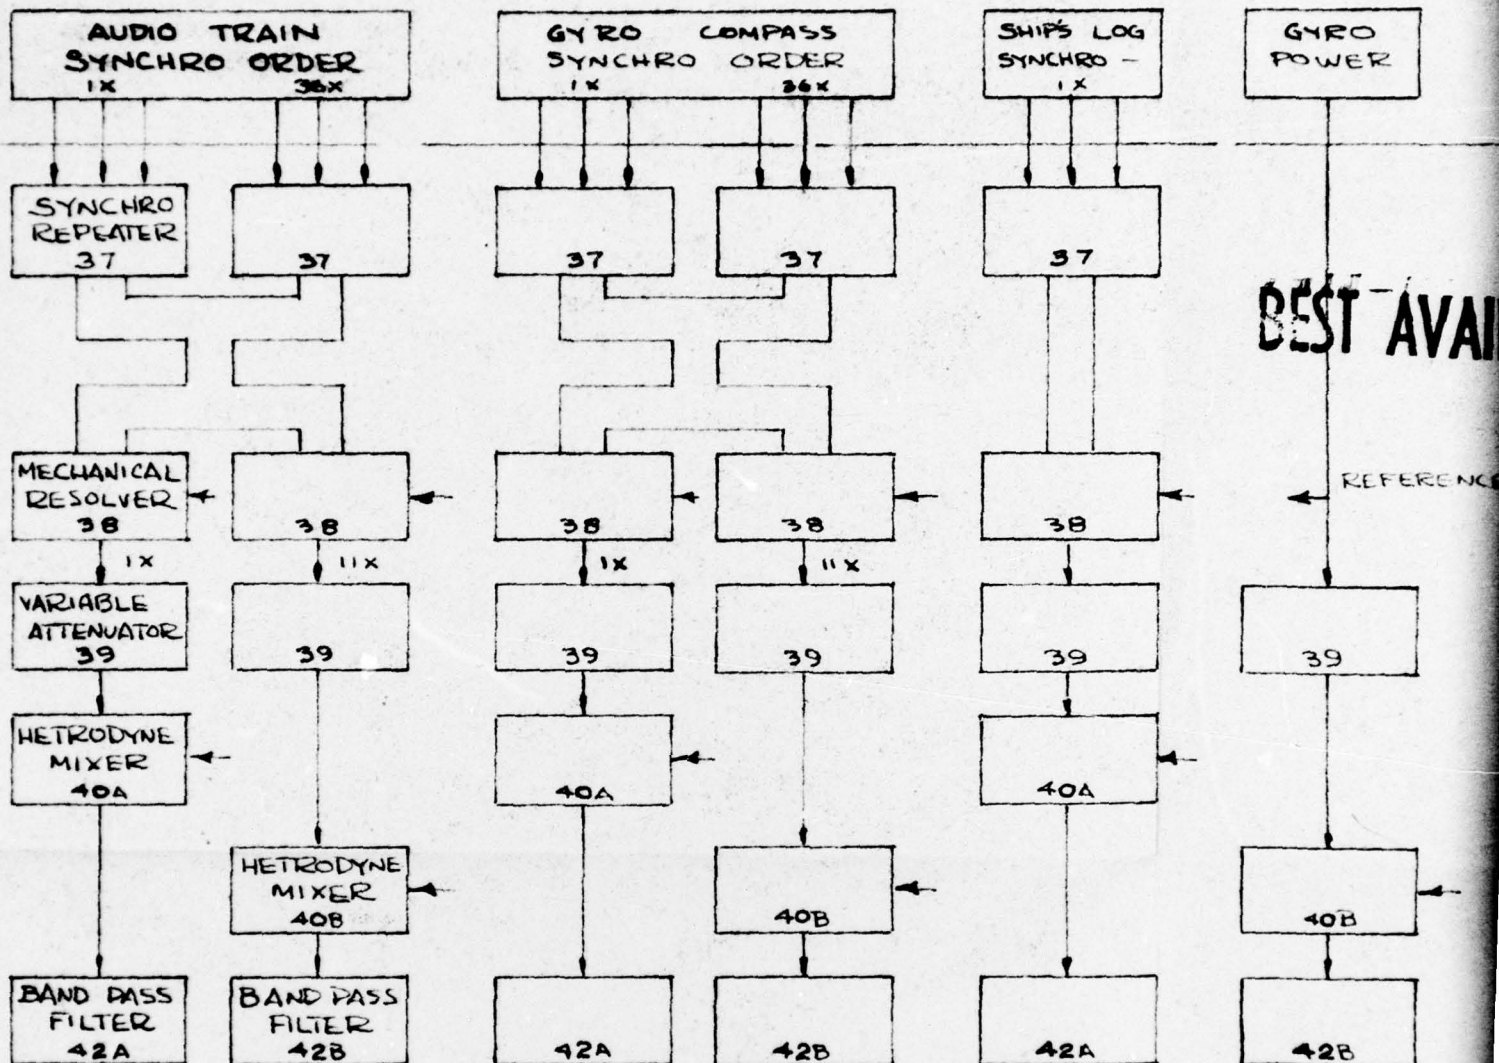 AUDIO TRAIN
SYNCHRO ORDER
1X 36X
GYRO COMPASS
SYNCHRO ORDER
1X 36X
SHIP'S LOG
SYNCHRO -
1X
GYRO
POWER
SYNCHRO
REPEATER
37
37
37
37
37
BEST AVAI
MECHANICAL
RESOLVER
38
38
38
38
38
REFERENCE
1X
11X
1X
11X
VARIABLE
ATTENUATOR
39
39
39
39
39
39
HETRODYNE
MIXER
40A
40A
40A
HETRODYNE
MIXER
40B
40B
40B
BAND PASS
FILTER
42A
BAND PASS
FILTER
42B
42A
42B
42A
42B